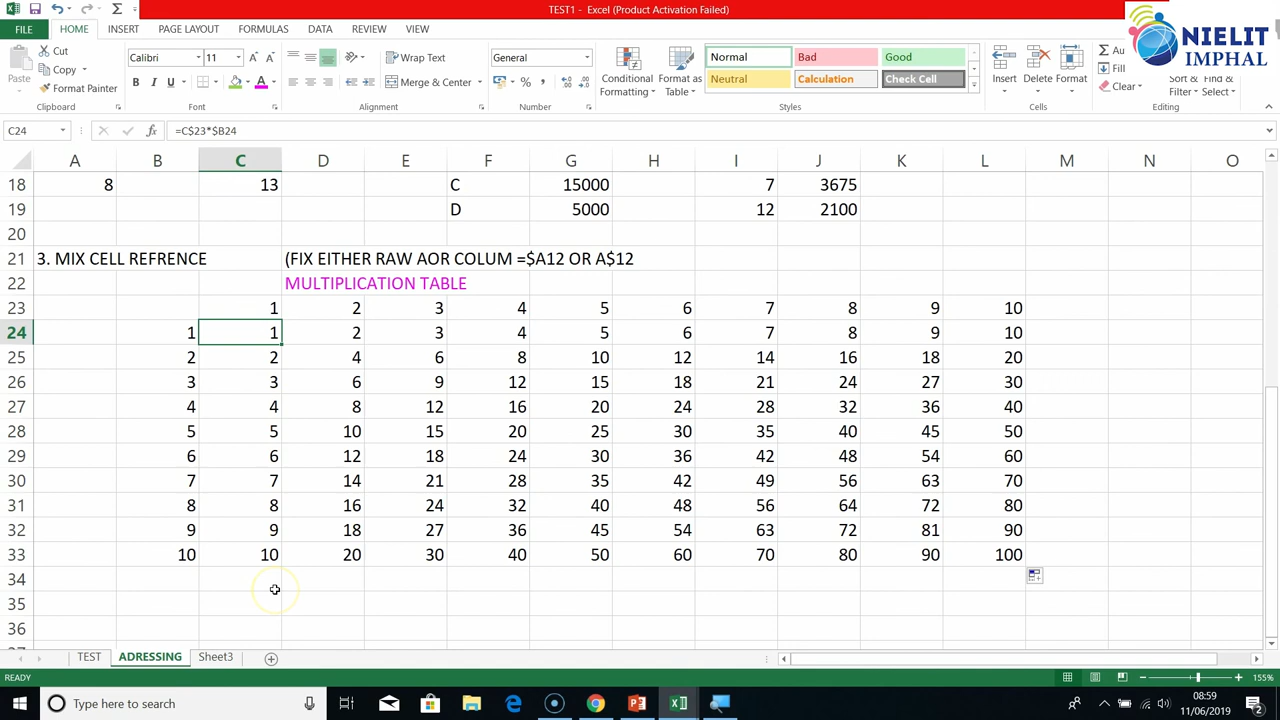 TEST1 - Excel (Product Activation Failed)
FILE HOME INSERT PAGE LAYOUT FORMULAS DATA REVIEW VIEW
NIELIT
IMPHAL
Paste
Cut
Copy
Format Painter
Clipboard
Calibri 11
B I U
Font
Wrap Text
Merge & Center
Alignment
General
Number
Conditional Formatting
Format as Table
Normal Bad Good
Neutral Calculation Check Cell
Styles
Insert Delete Format
Cells
Au
Fill
Clear
Sort & Filter
Find & Select
Editing
C24 =C$23*$B24
A B C D E F G H I J K L M N O
18 8 13 C 15000 7 3675
19 D 5000 12 2100
20
21 3. MIX CELL REFRENCE (FIX EITHER RAW AOR COLUM =$A12 OR A$12
22 MULTIPLICATION TABLE
23 1 2 3 4 5 6 7 8 9 10
24 1 1 2 3 4 5 6 7 8 9 10
25 2 2 4 6 8 10 12 14 16 18 20
26 3 3 6 9 12 15 18 21 24 27 30
27 4 4 8 12 16 20 24 28 32 36 40
28 5 5 10 15 20 25 30 35 40 45 50
29 6 6 12 18 24 30 36 42 48 54 60
30 7 7 14 21 28 35 42 49 56 63 70
31 8 8 16 24 32 40 48 56 64 72 80
32 9 9 18 27 36 45 54 63 72 81 90
33 10 10 20 30 40 50 60 70 80 90 100
34
35
36
TEST ADRESSING Sheet3
READY 155%
Type here to search
08:59
11/06/2019